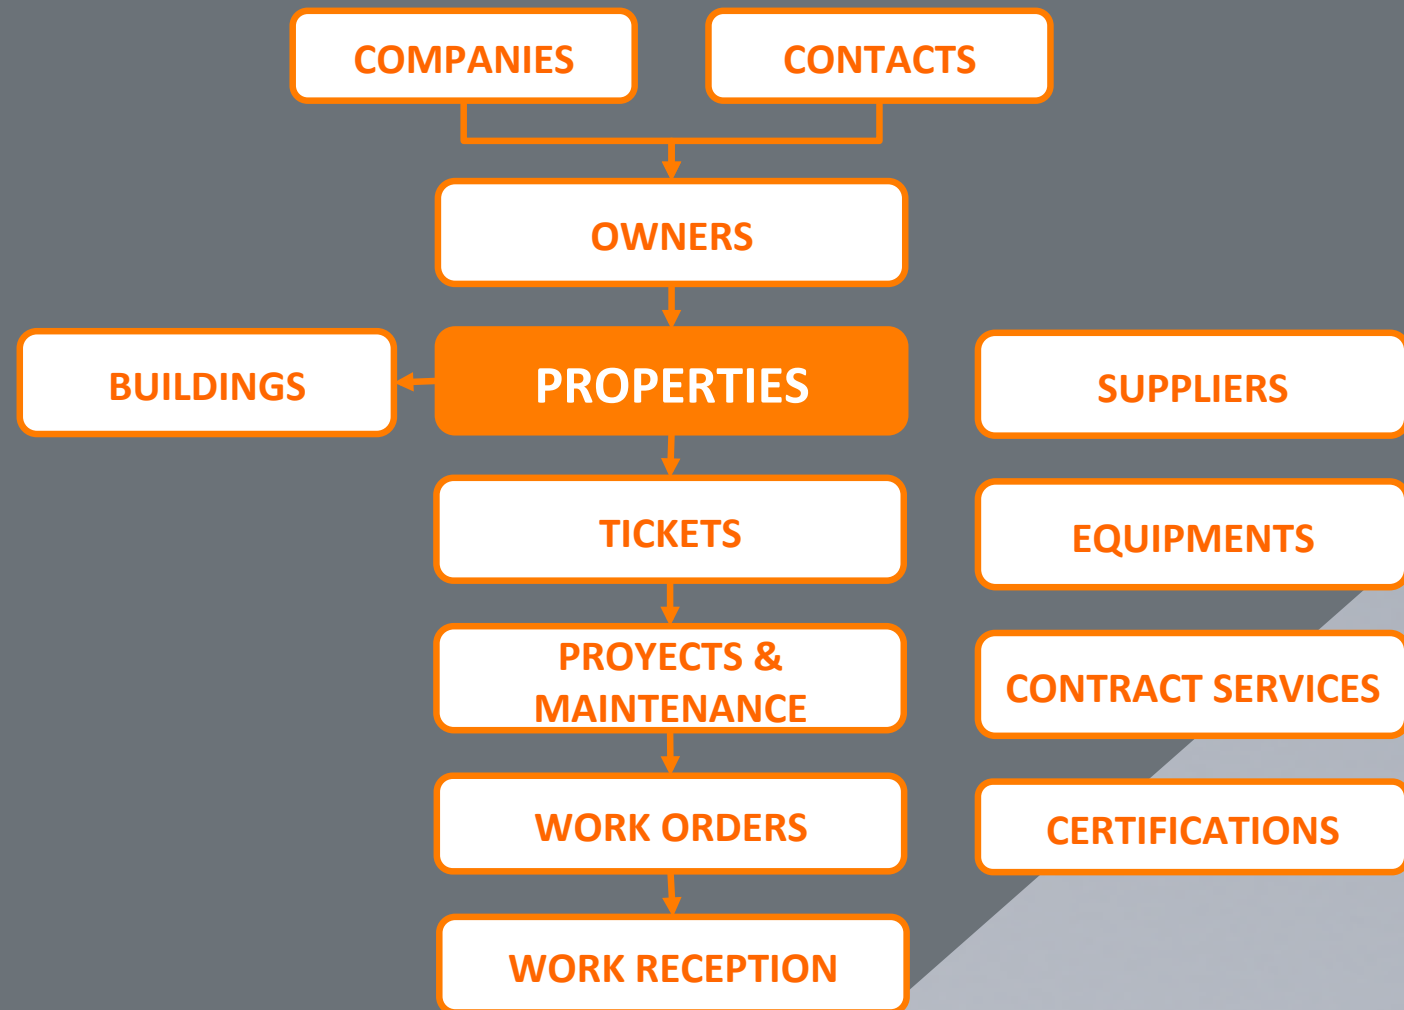 COMPANIES
CONTACTS
OWNERS
BUILDINGS
PROPERTIES
SUPPLIERS
TICKETS
EQUIPMENTS
PROYECTS &
MAINTENANCE
CONTRACT SERVICES
WORK ORDERS
CERTIFICATIONS
WORK RECEPTION